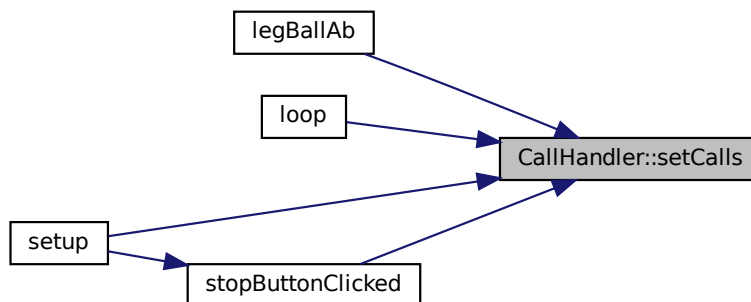 legBallAb
loop
CallHandler::setCalls
setup
stopButtonClicked